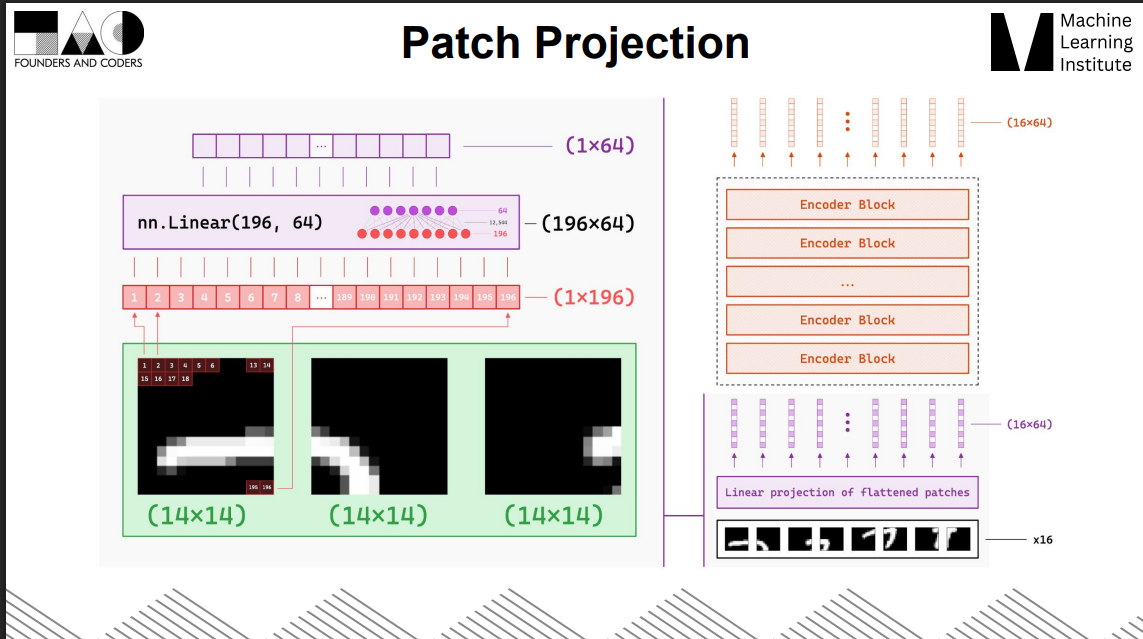 FOUNDERS AND CODERS
Patch Projection
Machine
Learning
Institute
...
(1×64)
nn.Linear(196, 64)
64
12,544
196
(196×64)
1 2 3 4 5 6 7 8 ... 189 190 191 192 193 194 195 196
(1×196)
1 2 3 4 5 6 13 14
15 16 17 18
195 196
(14×14) (14×14) (14×14)
(16×64)
Encoder Block
Encoder Block
...
Encoder Block
Encoder Block
(16×64)
Linear projection of flattened patches
x16